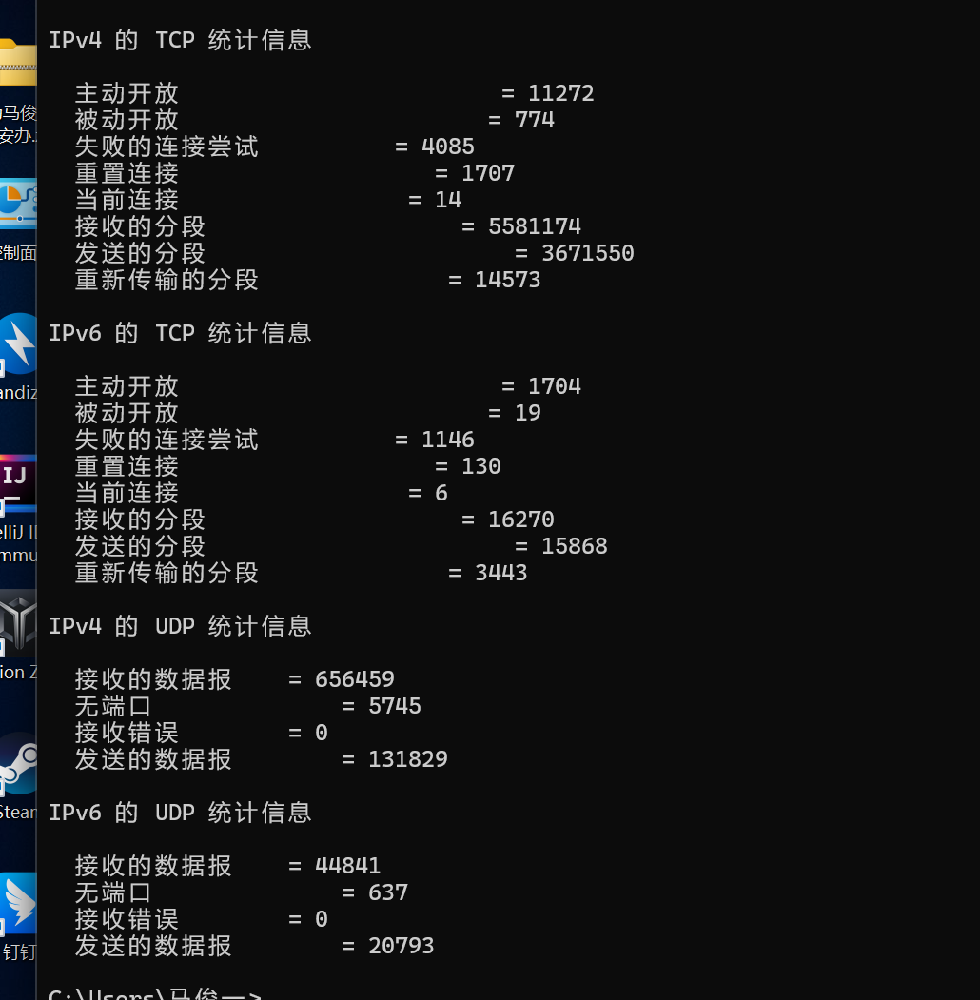 IPv4 的 TCP 统计信息
主动开放 = 11272
被动开放 = 774
失败的连接尝试 = 4085
重置连接 = 1707
当前连接 = 14
接收的分段 = 5581174
发送的分段 = 3671550
重新传输的分段 = 14573
IPv6 的 TCP 统计信息
主动开放 = 1704
被动开放 = 19
失败的连接尝试 = 1146
重置连接 = 130
当前连接 = 6
接收的分段 = 16270
发送的分段 = 15868
重新传输的分段 = 3443
IPv4 的 UDP 统计信息
接收的数据报 = 656459
无端口 = 5745
接收错误 = 0
发送的数据报 = 131829
IPv6 的 UDP 统计信息
接收的数据报 = 44841
无端口 = 637
接收错误 = 0
发送的数据报 = 20793
C:\Users\马俊一>
马俊
安办.
制面
andiz
IJ
elliJ I
mmu
ion Z
Stear
钉钉